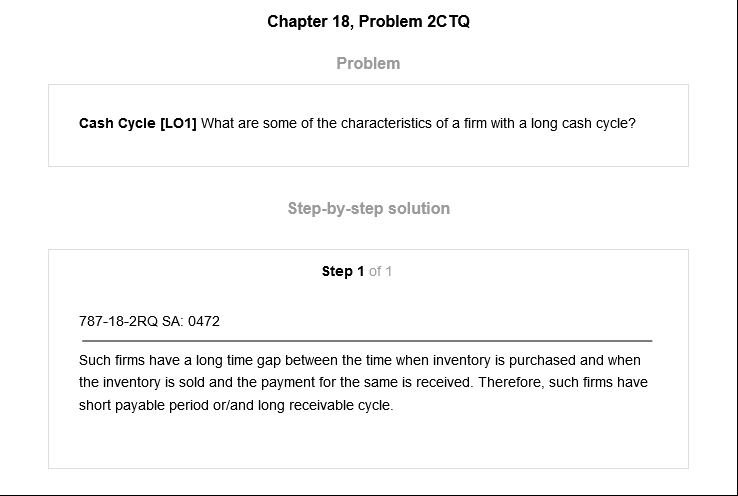 Chapter 18, Problem 2CTQ
Problem
Cash Cycle [LO1] What are some of the characteristics of a firm with a long cash cycle?
Step-by-step solution
Step 1 of 1
787-18-2RQ SA: 0472
Such firms have a long time gap between the time when inventory is purchased and when
the inventory is sold and the payment for the same is received. Therefore, such firms have
short payable period or/and long receivable cycle.